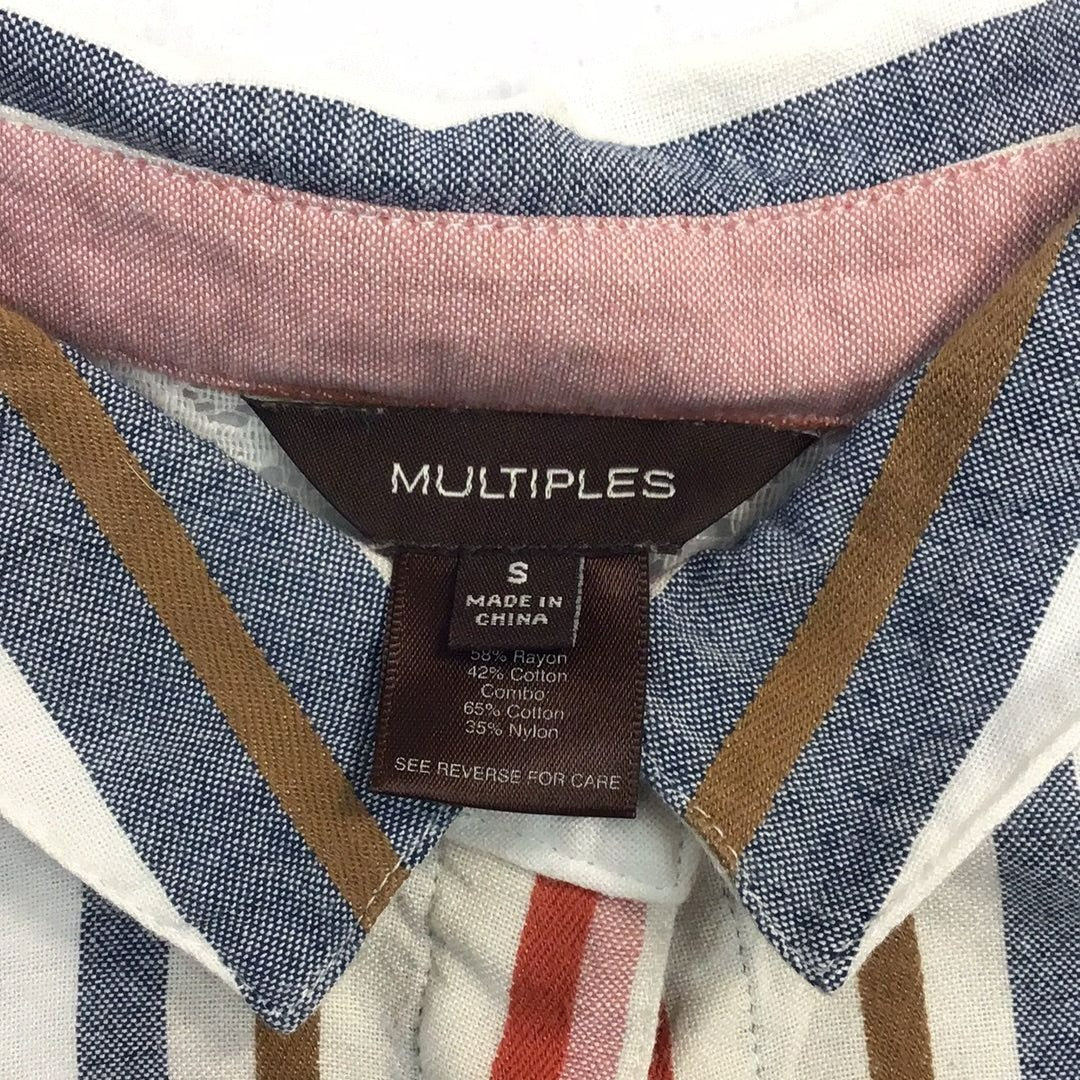 MULTIPLES
S
MADE IN
CHINA
58% Rayon
42% Cotton
Combo:
65% Cotton
35% Nylon
SEE REVERSE FOR CARE